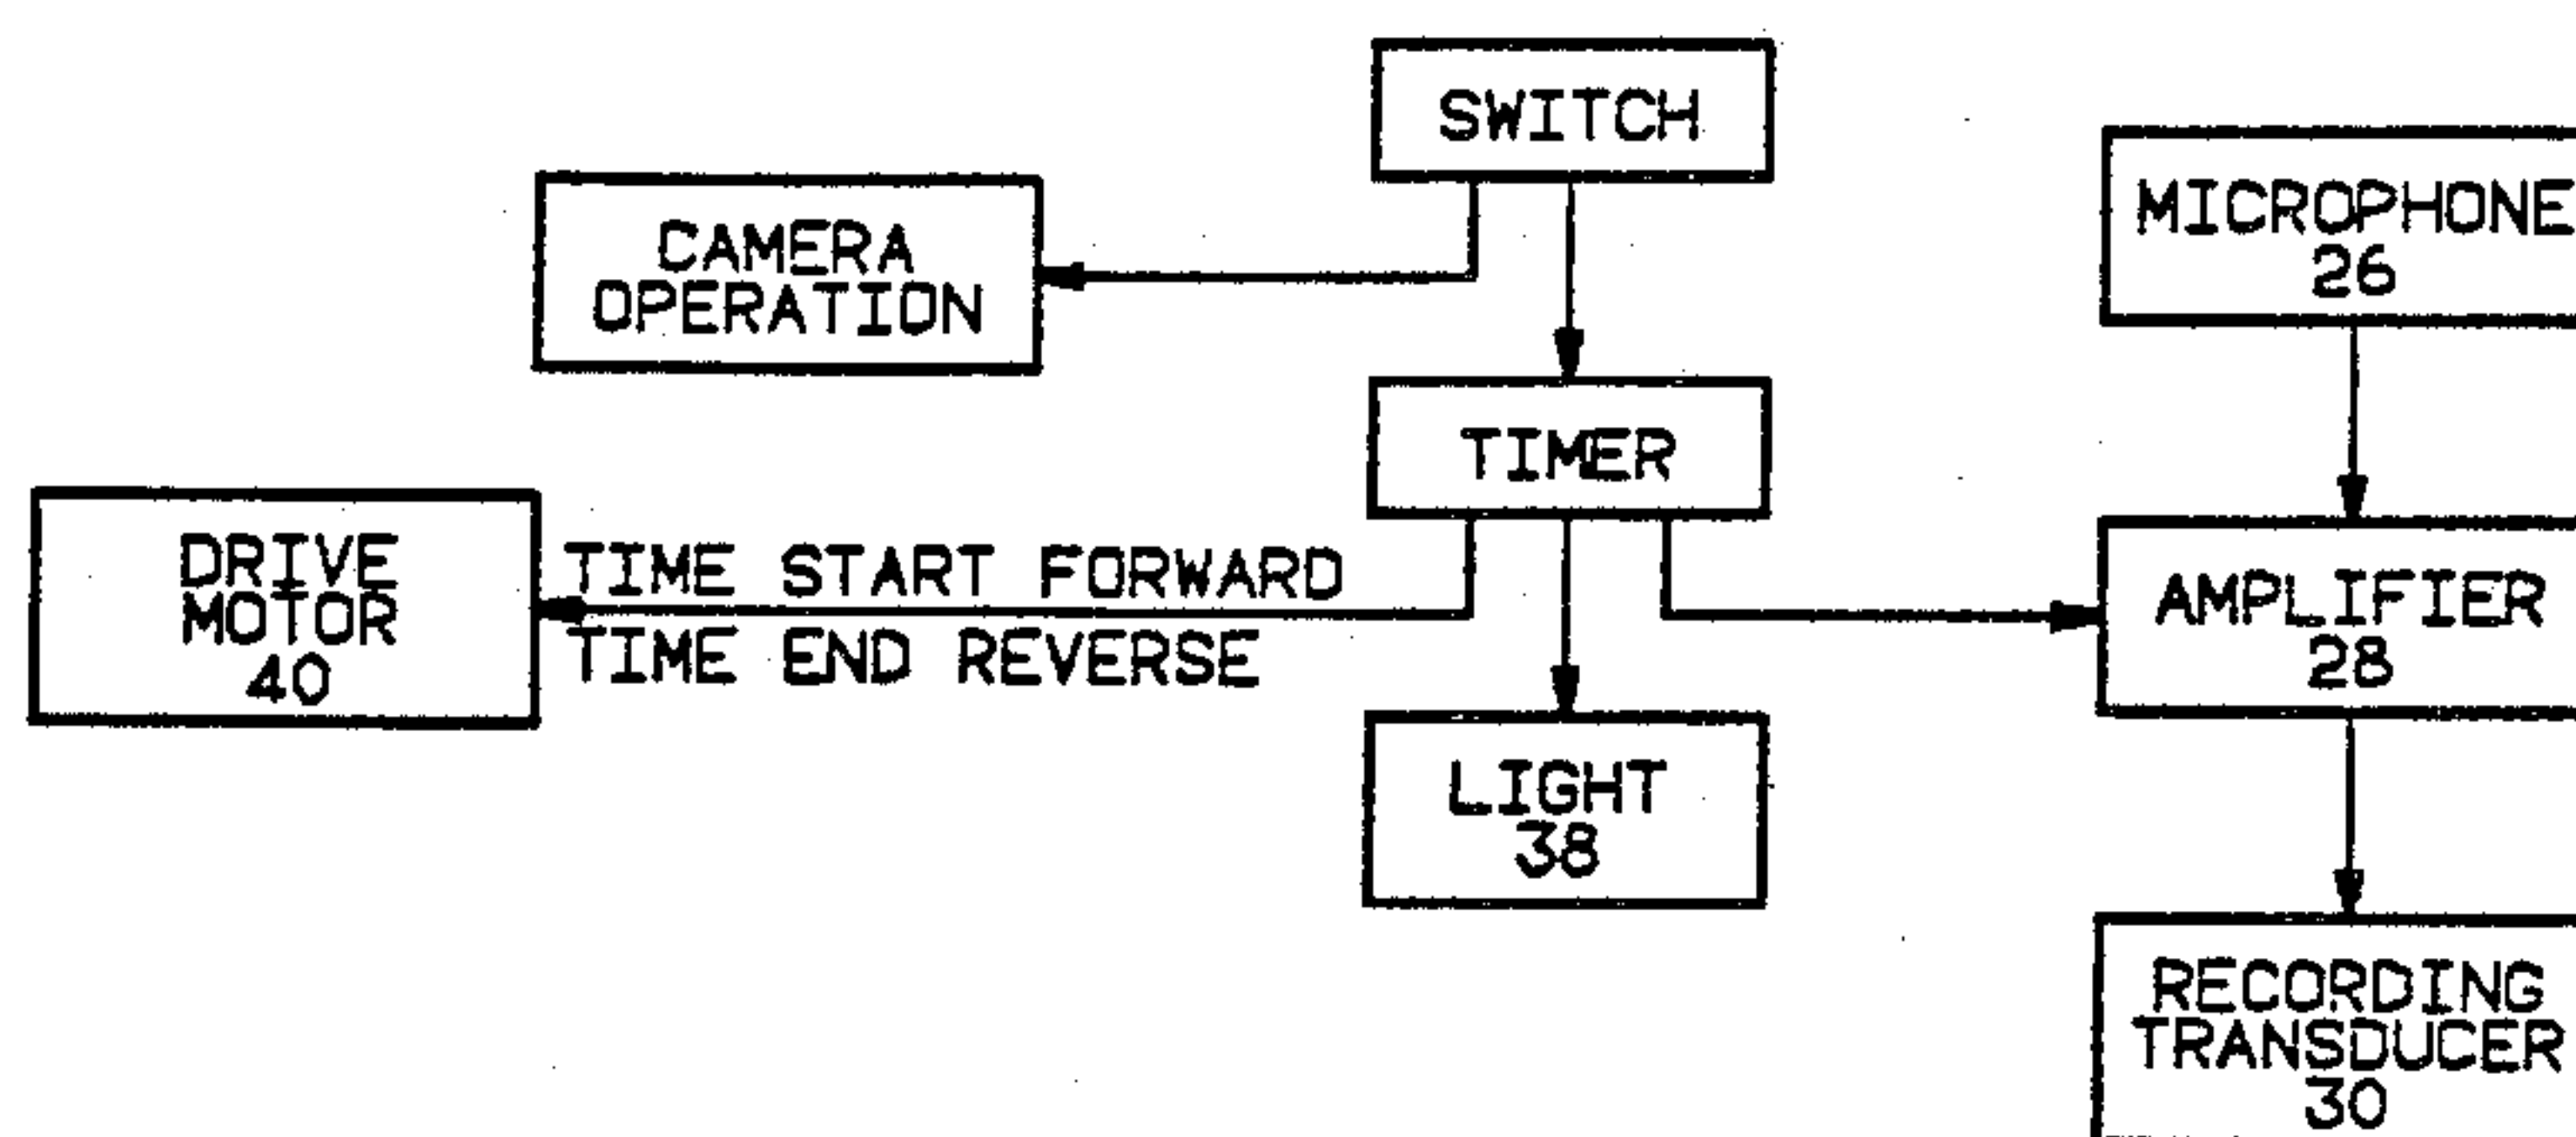 SWITCH
MICROPHONE
26
CAMERA
OPERATION
TIMER
DRIVE
MOTOR
40
TIME START FORWARD
TIME END REVERSE
AMPLIFIER
28
LIGHT
38
RECORDING
TRANSDUCER
30